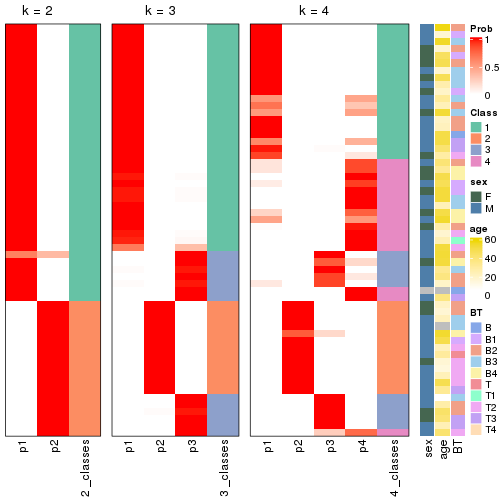 k = 2
k = 3
k = 4
p1
p2
2_classes
p1
p2
p3
3_classes
p1
p2
p3
p4
4_classes
sex
age
BT
Prob
1
0.5
0
Class
1
2
3
4
sex
F
M
age
60
40
20
0
BT
B
B1
B2
B3
B4
T
T1
T2
T3
T4